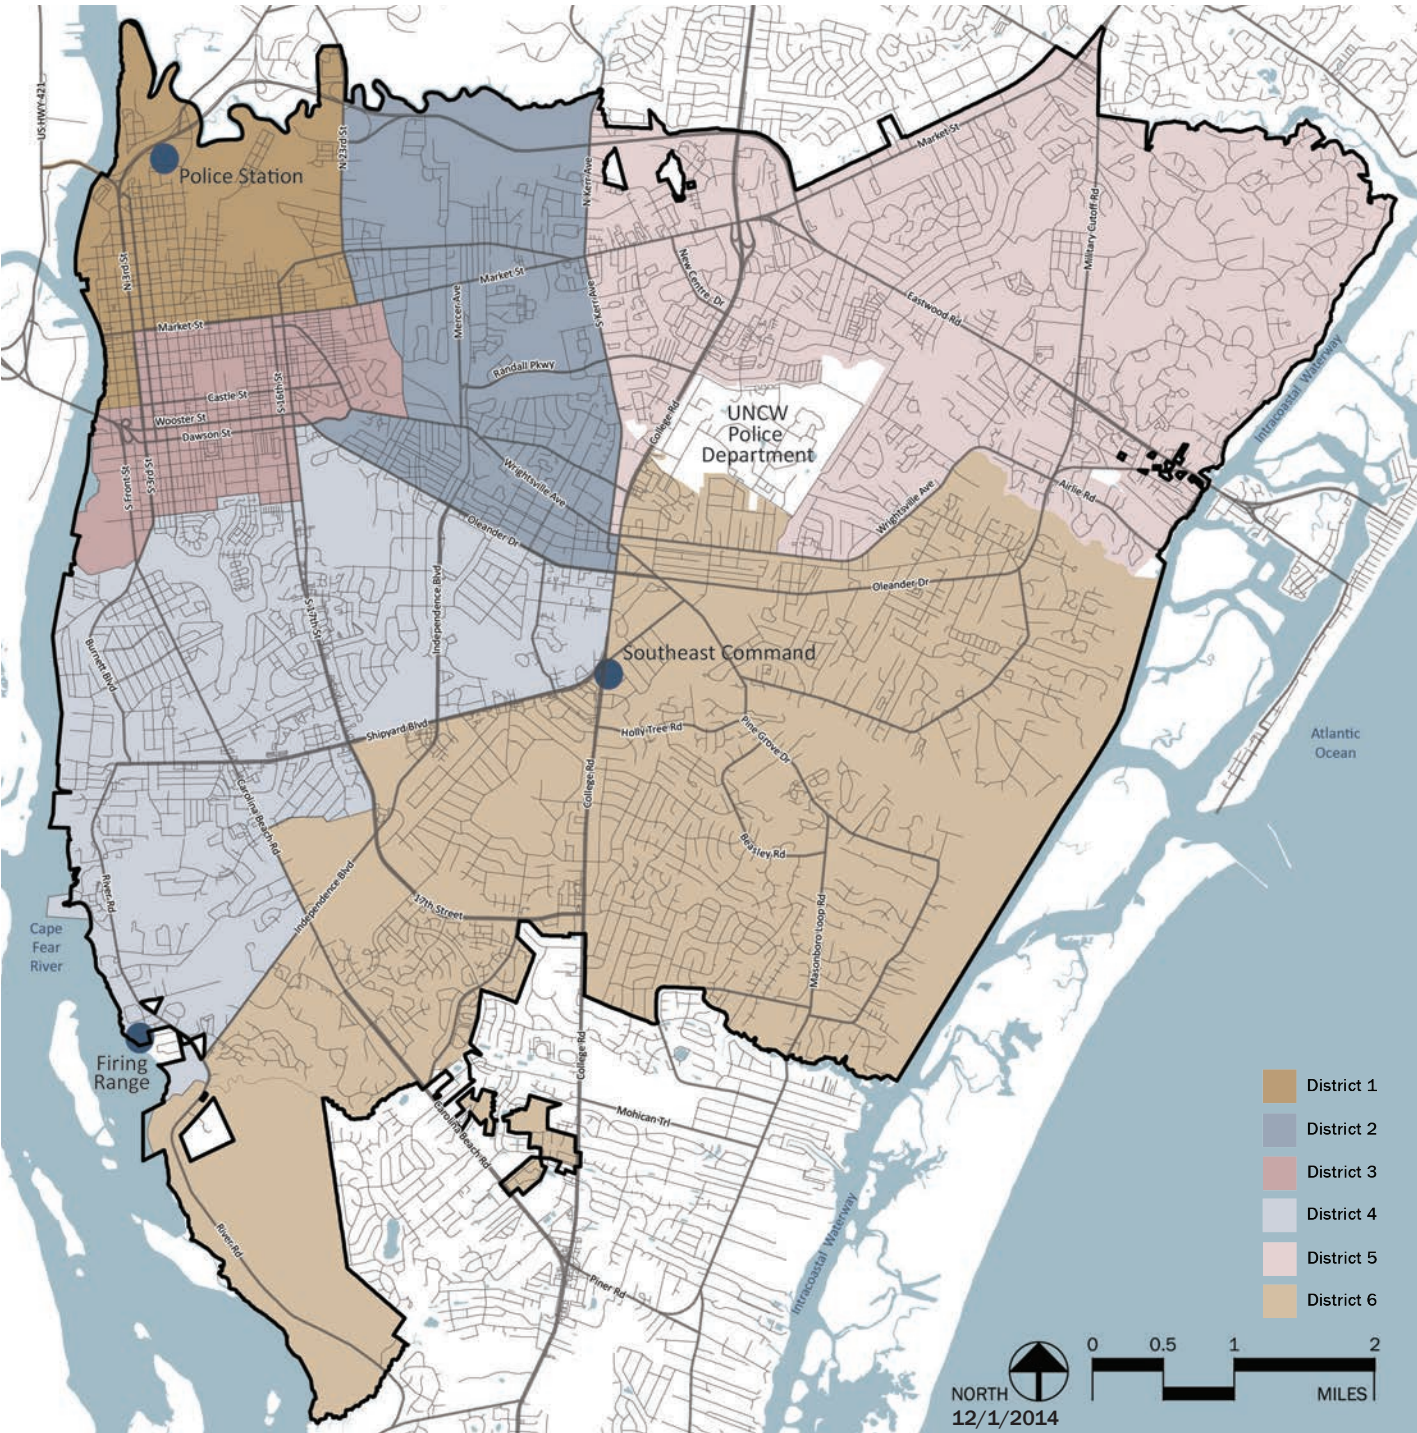 US HWY 421
N 23rd St
Police Station
N Kerr Ave
Market St
Military Cutoff Rd
N 3rd St
Market St
Mercer Ave
New Centre Dr
S Kerr Ave
Eastwood Rd
Market St
Randall Pkwy
Intracoastal Waterway
Castle St
S 16th St
Wooster St
Dawson St
College Rd
UNCW
Police
Department
S Front St
S 3rd St
Wrightsville Ave
Wrightsville Ave
Airlie Rd
Oleander Dr
Oleander Dr
Independence Blvd
S 17th St
Burnett Blvd
Southeast Command
Shipyard Blvd
Holly Tree Rd
Pine Grove Dr
Atlantic
Ocean
College Rd
Carolina Beach Rd
Beasley Rd
River Rd
Independence Blvd
17th Street
Masonboro Loop Rd
Cape
Fear
River
Firing
Range
College Rd
Carolina Beach Rd
Mohican Trl
River Rd
Piner Rd
Intracoastal Waterway
District 1
District 2
District 3
District 4
District 5
District 6
0 0.5 1 2
NORTH MILES
12/1/2014